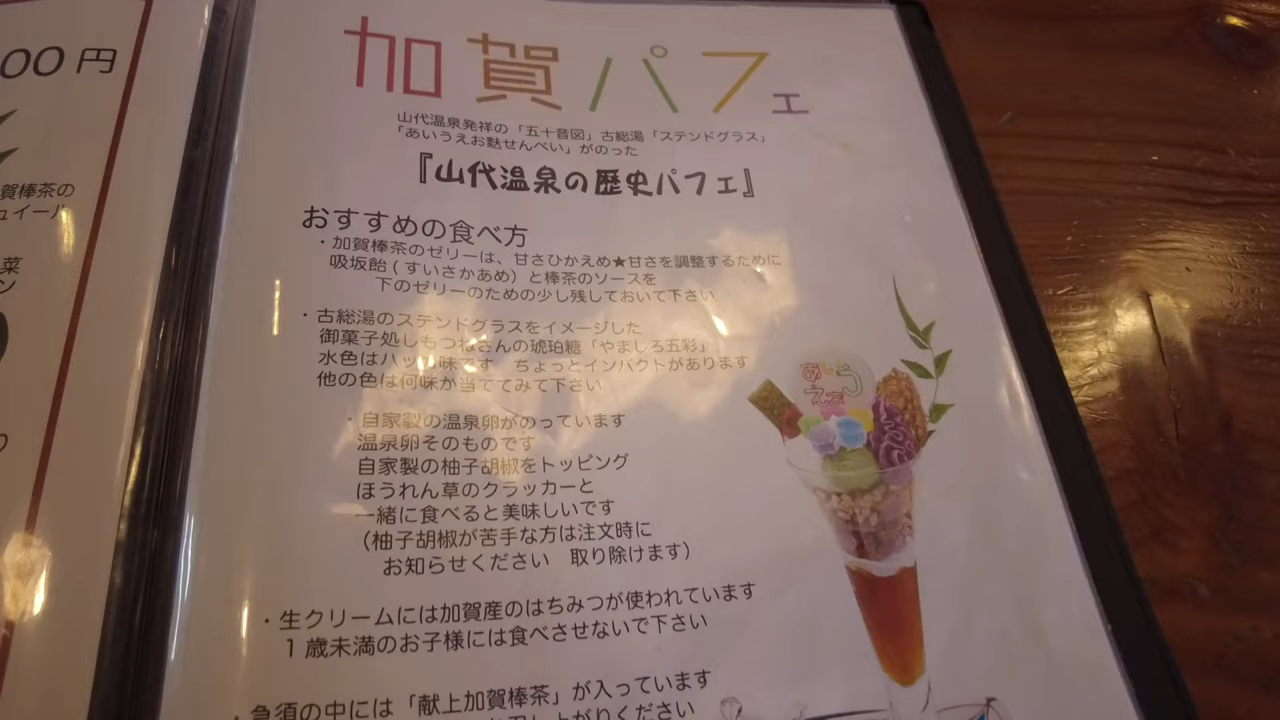 00円
賀棒茶の
ュイール
菜
ン
加賀パフェ
山代温泉発祥の「五十音図」古総湯「ステンドグラス」
「あいうえお麩せんべい」がのった
『山代温泉の歴史パフェ』
おすすめの食べ方
・加賀棒茶のゼリーは、甘さひかえめ★甘さを調整するために
吸坂飴(すいさかあめ)と棒茶のソースを
下のゼリーのための少し残しておいて下さい
・古総湯のステンドグラスをイメージした
御菓子処しもつねさんの琥珀糖「やましろ五彩」
水色はハッカ味です ちょっとインパクトがあります
他の色は何味か当ててみて下さい
・自家製の温泉卵がのっています
温泉卵そのものです
自家製の柚子胡椒をトッピング
ほうれん草のクラッカーと
一緒に食べると美味しいです
(柚子胡椒が苦手な方は注文時に
お知らせください 取り除けます)
・生クリームには加賀産のはちみつが使われています
1歳未満のお子様には食べさせないで下さい
・急須の中には「献上加賀棒茶」が入っています
召し上がりください